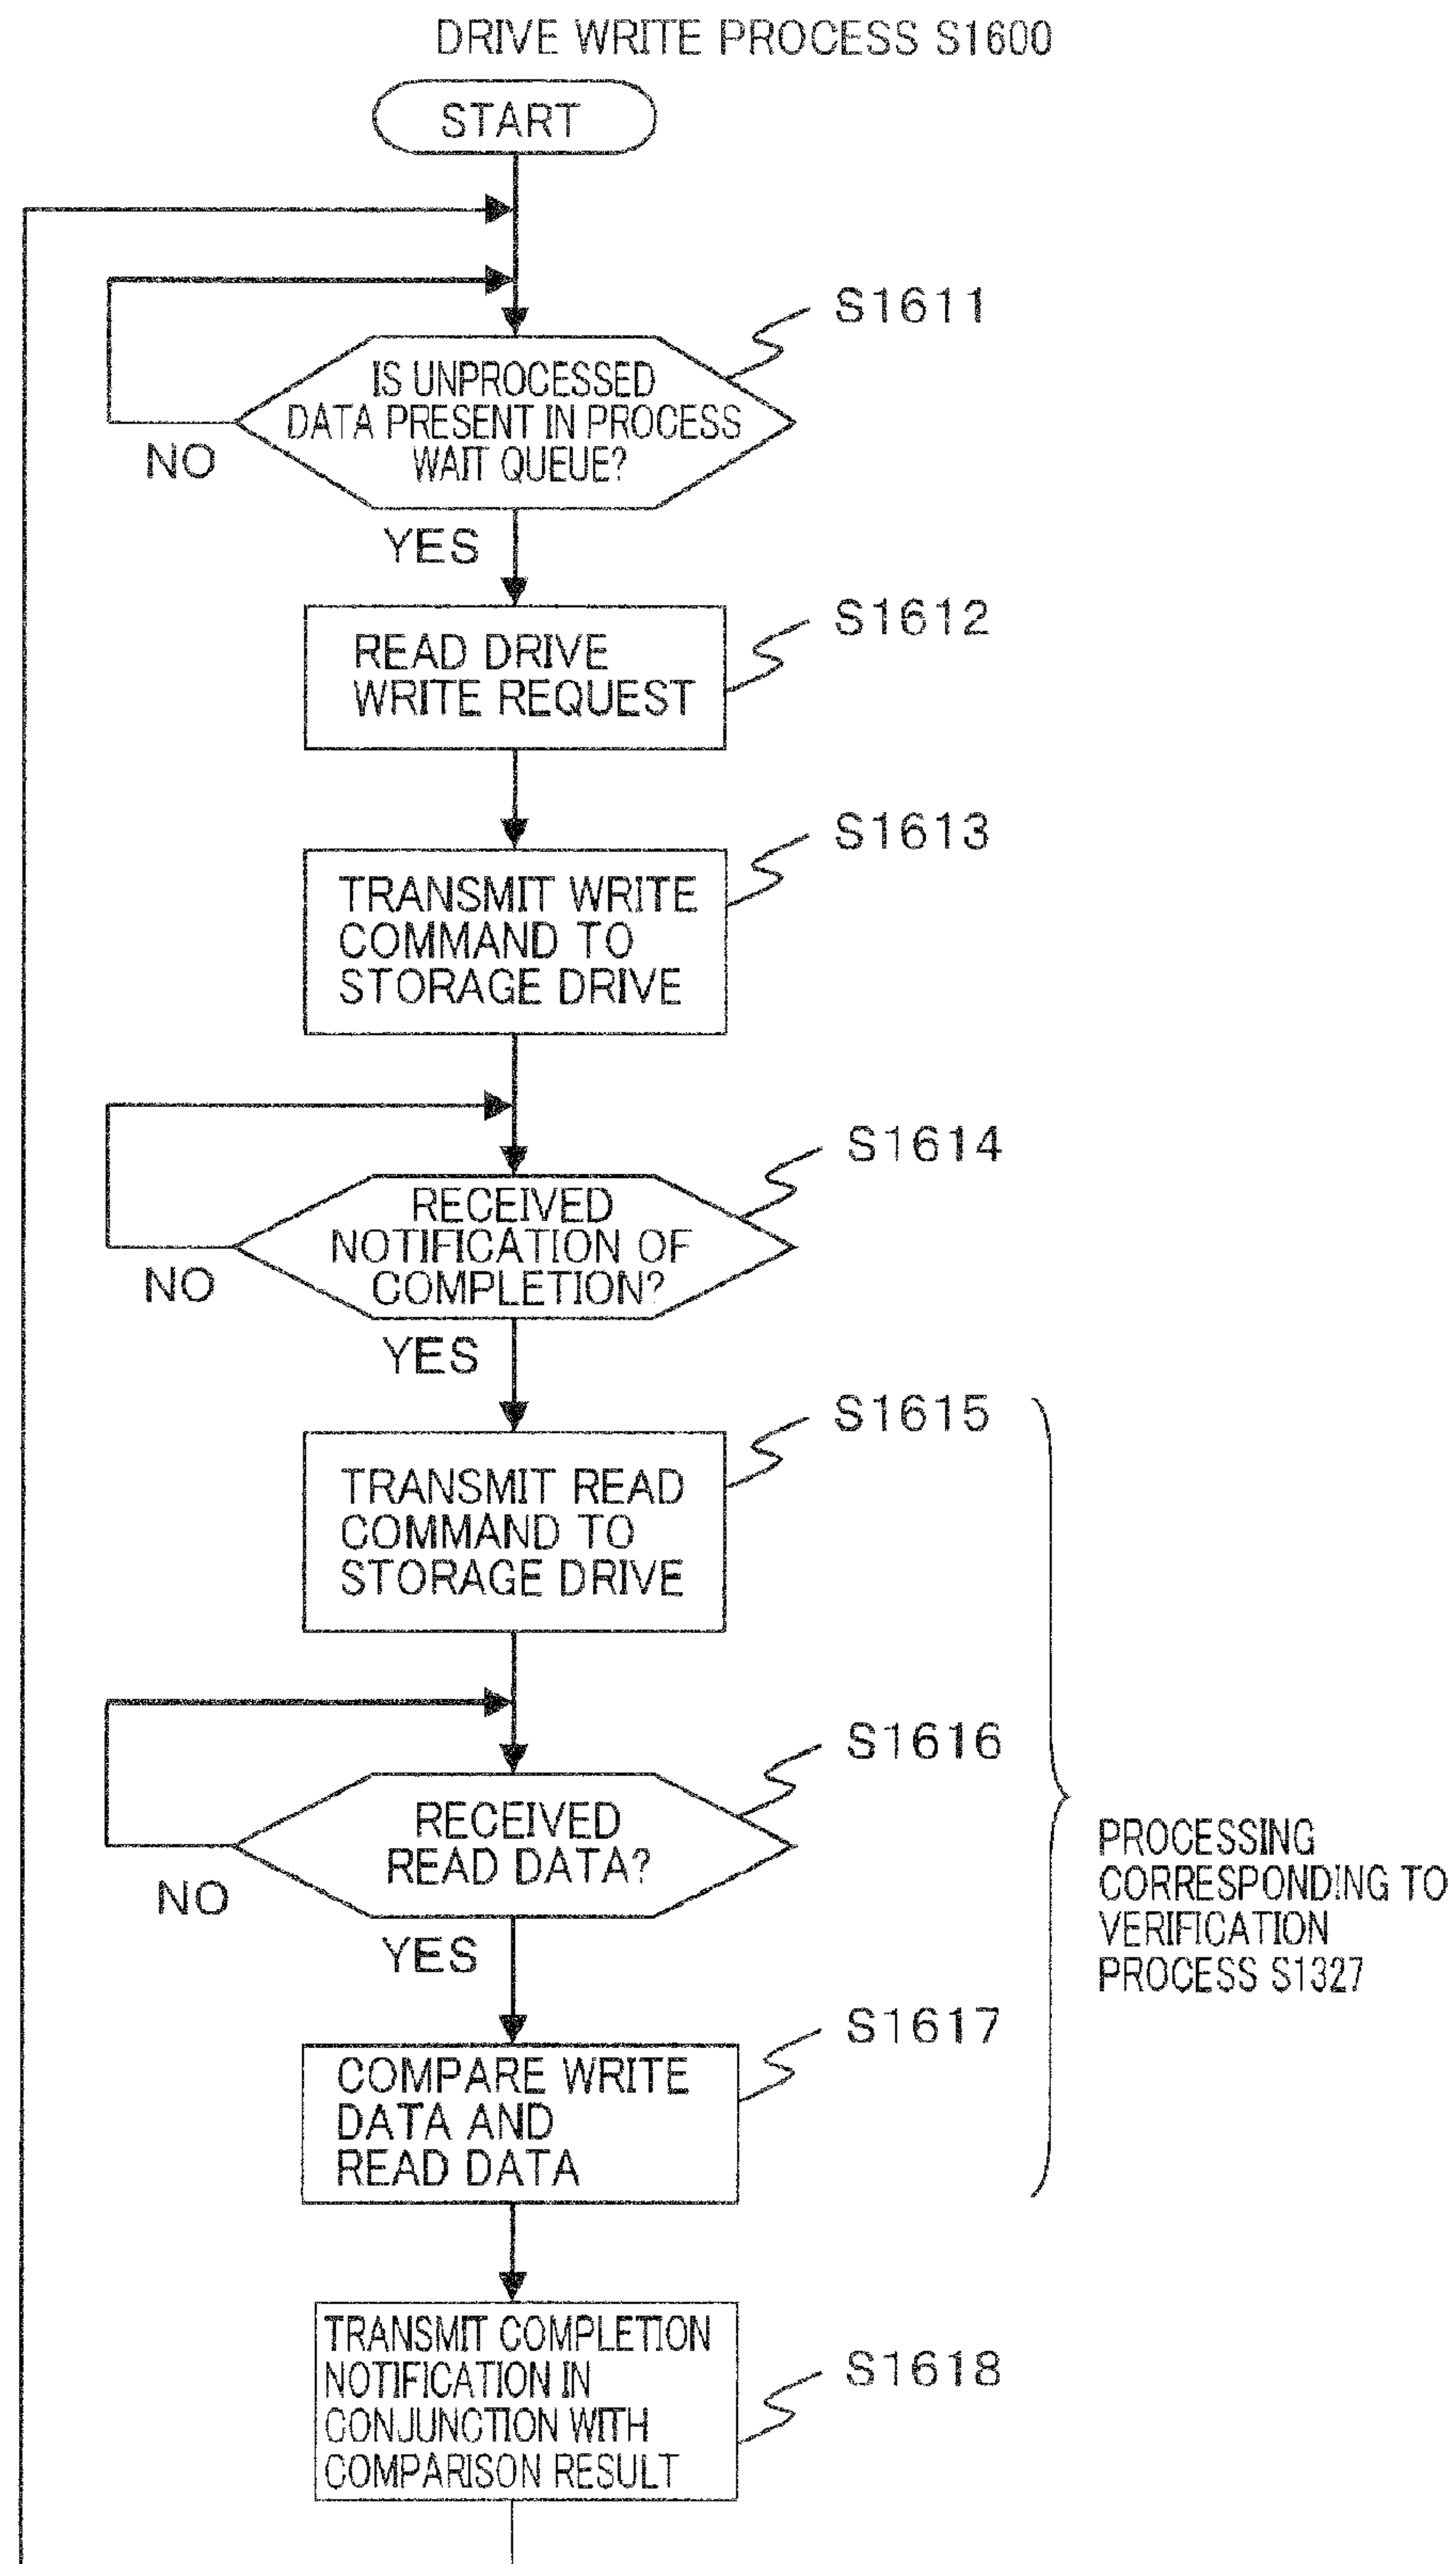 DRIVE WRITE PROCESS S1600
START
S1611
IS UNPROCESSED
DATA PRESENT IN PROCESS
WAIT QUEUE?
NO
YES
S1612
READ DRIVE
WRITE REQUEST
S1613
TRANSMIT WRITE
COMMAND TO
STORAGE DRIVE
S1614
RECEIVED
NOTIFICATION OF
COMPLETION?
NO
YES
S1615
TRANSMIT READ
COMMAND TO
STORAGE DRIVE
S1616
RECEIVED
READ DATA?
NO
YES
PROCESSING
CORRESPONDING TO
VERIFICATION
PROCESS S1327
S1617
COMPARE WRITE
DATA AND
READ DATA
S1618
TRANSMIT COMPLETION
NOTIFICATION IN
CONJUNCTION WITH
COMPARISON RESULT